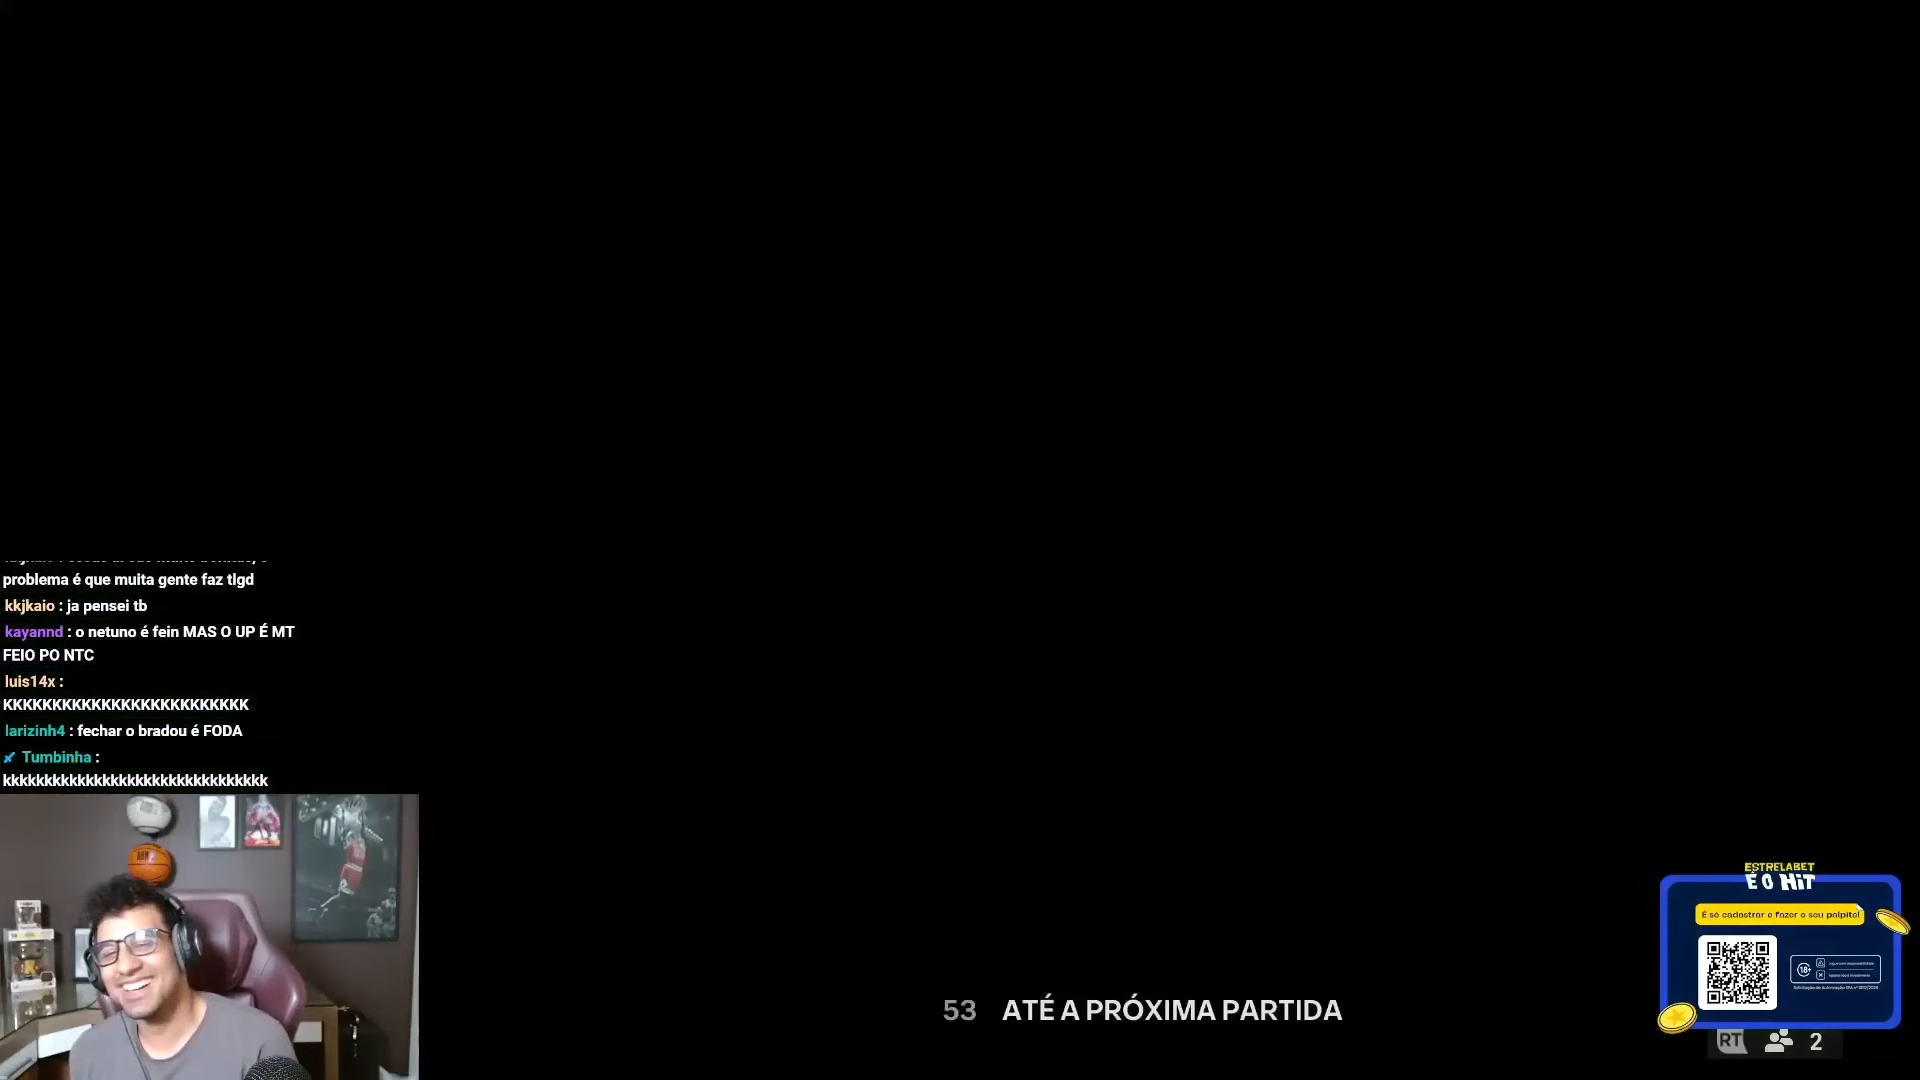 problema é que muita gente faz tlgd
kkjkaio : ja pensei tb
kayannd : o netuno é fein MAS O UP É MT
FEIO PO NTC
luis14x :
KKKKKKKKKKKKKKKKKKKKKKKKK
larizinh4 : fechar o bradou é FODA
Tumbinha :
kkkkkkkkkkkkkkkkkkkkkkkkkkkkkkkk
53 ATÉ A PRÓXIMA PARTIDA
ESTRELABET
É O HiT
É só cadastrar e fazer o seu palpite!
18+
RT 2